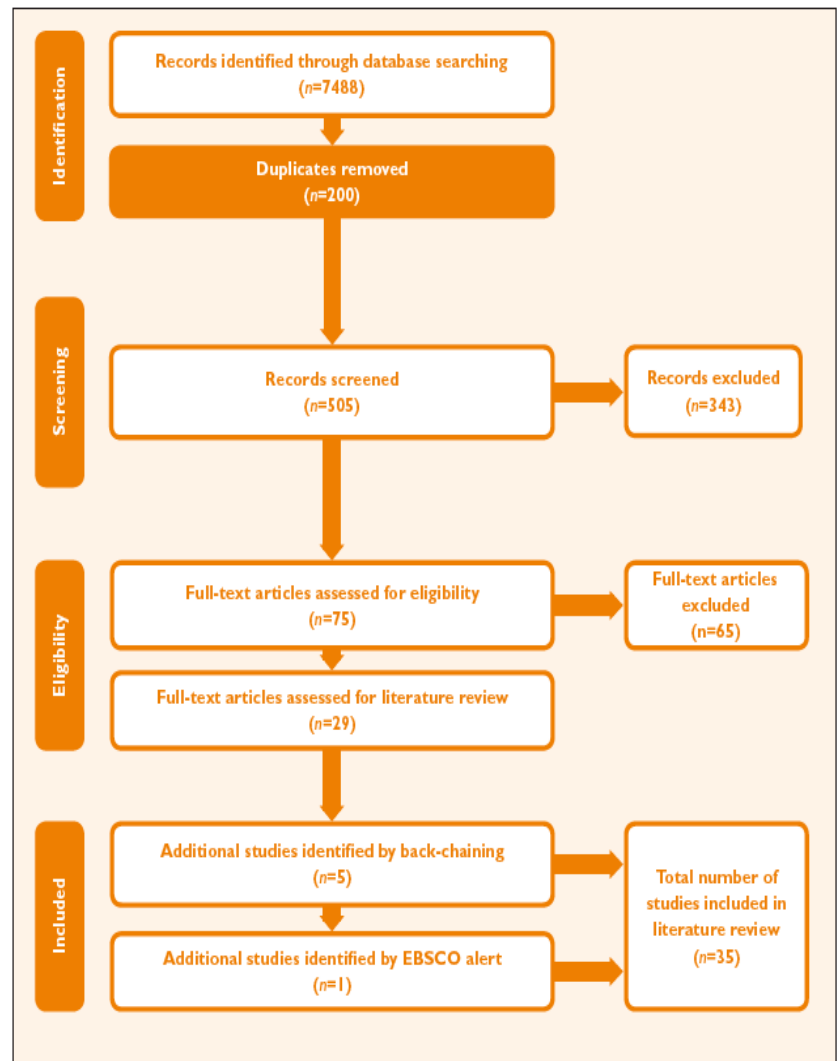 Identification
Records identified through database searching
(n=7488)
Duplicates removed
(n=200)
Screening
Records screened
(n=505)
Records excluded
(n=343)
Eligibility
Full-text articles assessed for eligibility
(n=75)
Full-text articles
excluded
(n=65)
Full-text articles assessed for literature review
(n=29)
Included
Additional studies identified by back-chaining
(n=5)
Additional studies identified by EBSCO alert
(n=1)
Total number of
studies included in
literature review
(n=35)